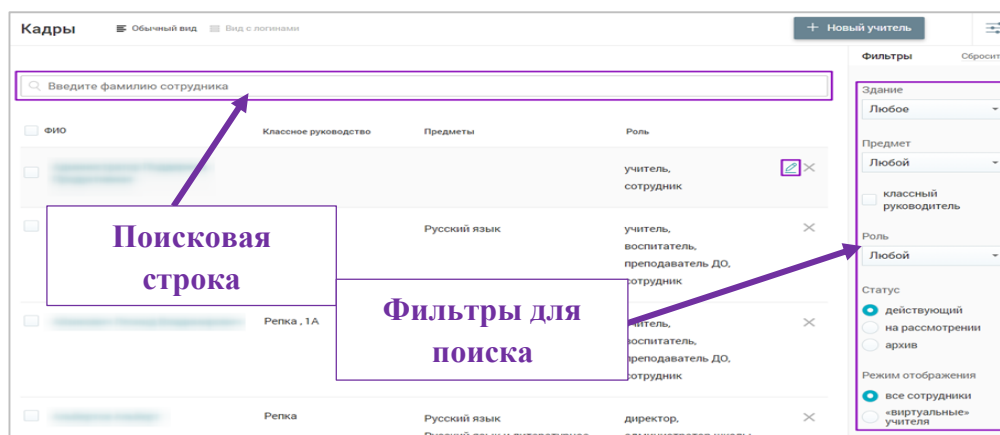 Кадры
Обычный вид
Вид с логинами
+ Новый учитель
Фильтры
Сбросит
Введите фамилию сотрудника
ФИО
Классное руководство
Предметы
Роль
учитель,
сотрудник
Русский язык
учитель,
воспитатель,
преподаватель ДО,
сотрудник
Репка , 1А
учитель,
воспитатель,
преподаватель ДО,
сотрудник
Репка
Русский язык
директор,
Поисковая
строка
Фильтры для
поиска
Здание
Любое
Предмет
Любой
классный
руководитель
Роль
Любой
Статус
действующий
на рассмотрении
архив
Режим отображения
все сотрудники
«виртуальные»
учителя